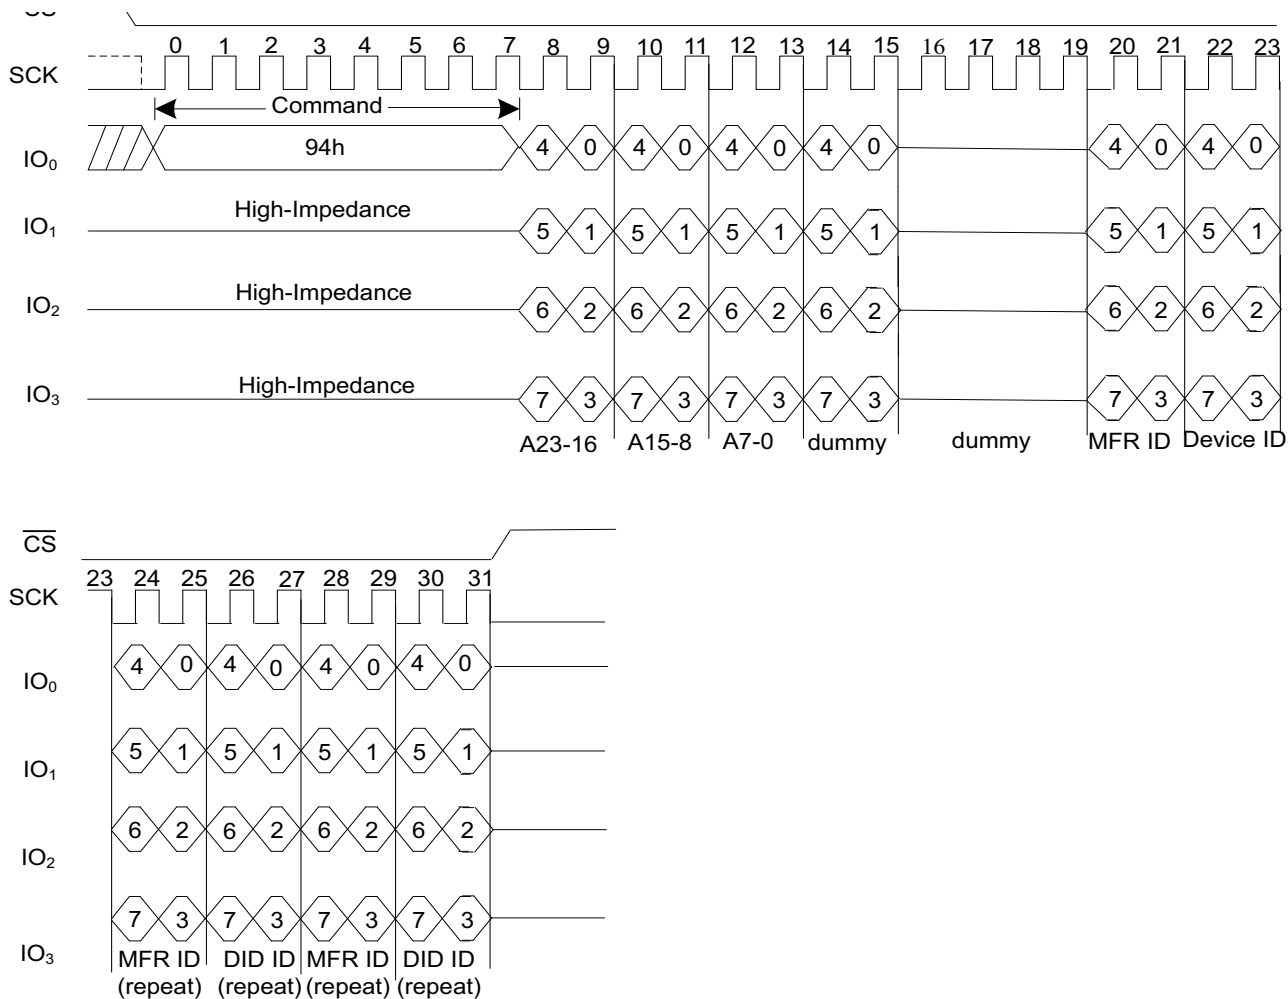 0 1 2 3 4 5 6 7 8 9 10 11 12 13 14 15 16 17 18 19 20 21 22 23
SCK
Command
IO0 94h 4 0 4 0 4 0 4 0 4 0 4 0
IO1 High-Impedance 5 1 5 1 5 1 5 1 5 1 5 1
IO2 High-Impedance 6 2 6 2 6 2 6 2 6 2 6 2
IO3 High-Impedance 7 3 7 3 7 3 7 3 7 3 7 3
A23-16 A15-8 A7-0 dummy dummy MFR ID Device ID
CS
23 24 25 26 27 28 29 30 31
SCK
IO0 4 0 4 0 4 0 4 0
IO1 5 1 5 1 5 1 5 1
IO2 6 2 6 2 6 2 6 2
IO3 7 3 7 3 7 3 7 3
MFR ID DID ID MFR ID DID ID
(repeat) (repeat) (repeat) (repeat)